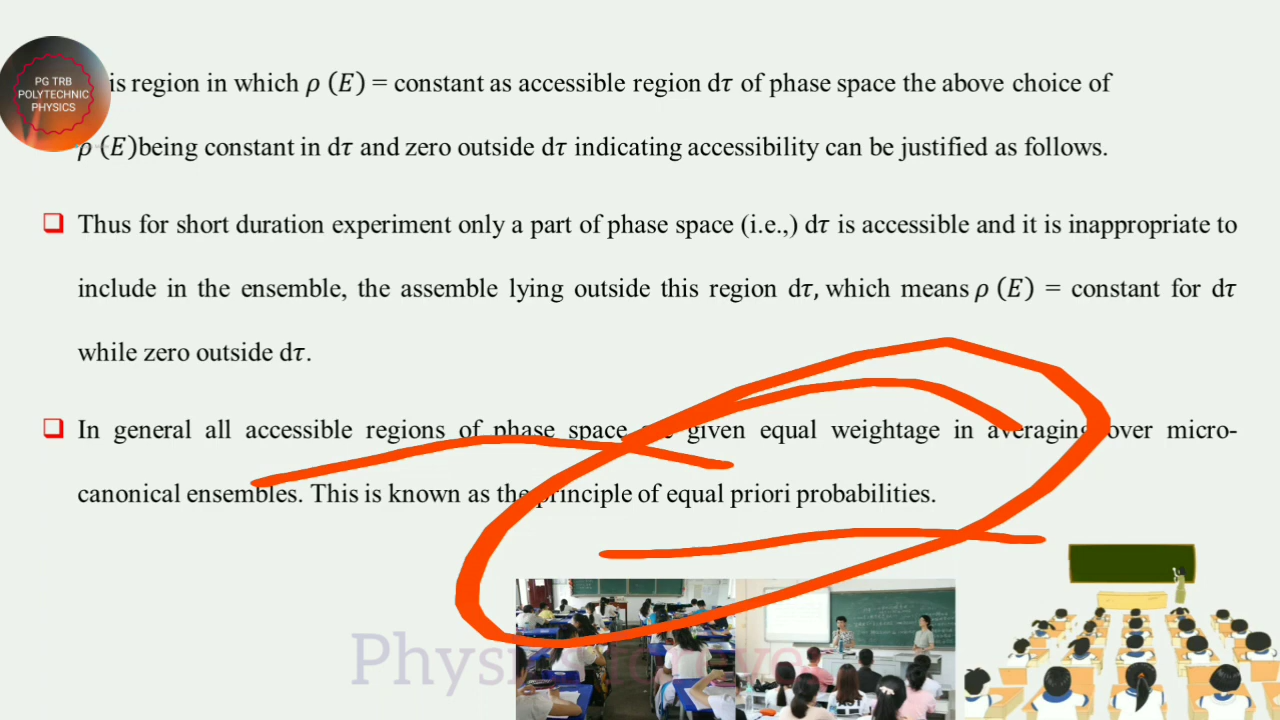 PG TRB
POLYTECHNIC
PHYSICS
is region in which ρ (E) = constant as accessible region dτ of phase space the above choice of
ρ (E)being constant in dτ and zero outside dτ indicating accessibility can be justified as follows.
❑ Thus for short duration experiment only a part of phase space (i.e.,) dτ is accessible and it is inappropriate to
include in the ensemble, the assemble lying outside this region dτ, which means ρ (E) = constant for dτ
while zero outside dτ.
❑ In general all accessible regions of phase space given equal weightage in averaging over micro-
canonical ensembles. This is known as the principle of equal priori probabilities.
Physics for you